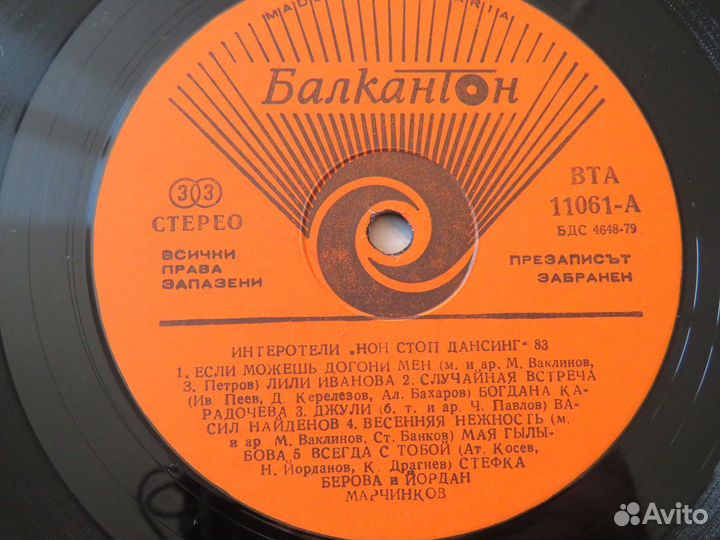 Балкантон
33
СТЕРЕО
ВСИЧКИ
ПРАВА
ЗАПАЗЕНИ
ВТА
11061-А
БДС 4648-79
ПРЕЗАПИСЪТ
ЗАБРАНЕН
ИНТЕРОТЕЛИ „НОН СТОП ДАНСИНГ" 83
1. ЕСЛИ МОЖЕШЬ ДОГОНИ МЕН (м. и ар. М. Ваклинов,
З. Петров) ЛИЛИ ИВАНОВА 2. СЛУЧАЙНАЯ ВСТРЕЧА
(Ив Пеев, Д. Керелезов, Ал. Бахаров) БОГДАНА КА-
РАДОЧЕВА 3. ДЖУЛИ (б. т. и ар. Ч. Павлов) ВА-
СИЛ НАЙДЕНОВ 4. ВЕСЕННЯЯ НЕЖНОСТЬ (м.
и ар М. Ваклинов. Ст. Банков) МАЯ ГЫЛЫ-
БОВА 5 ВСЕГДА С ТОБОЙ (Ат. Косев,
Н. Йорданов, К. Драгнев) СТЕФКА
БЕРОВА и ЙОРДАН
МАРЧИНКОВ
Avito